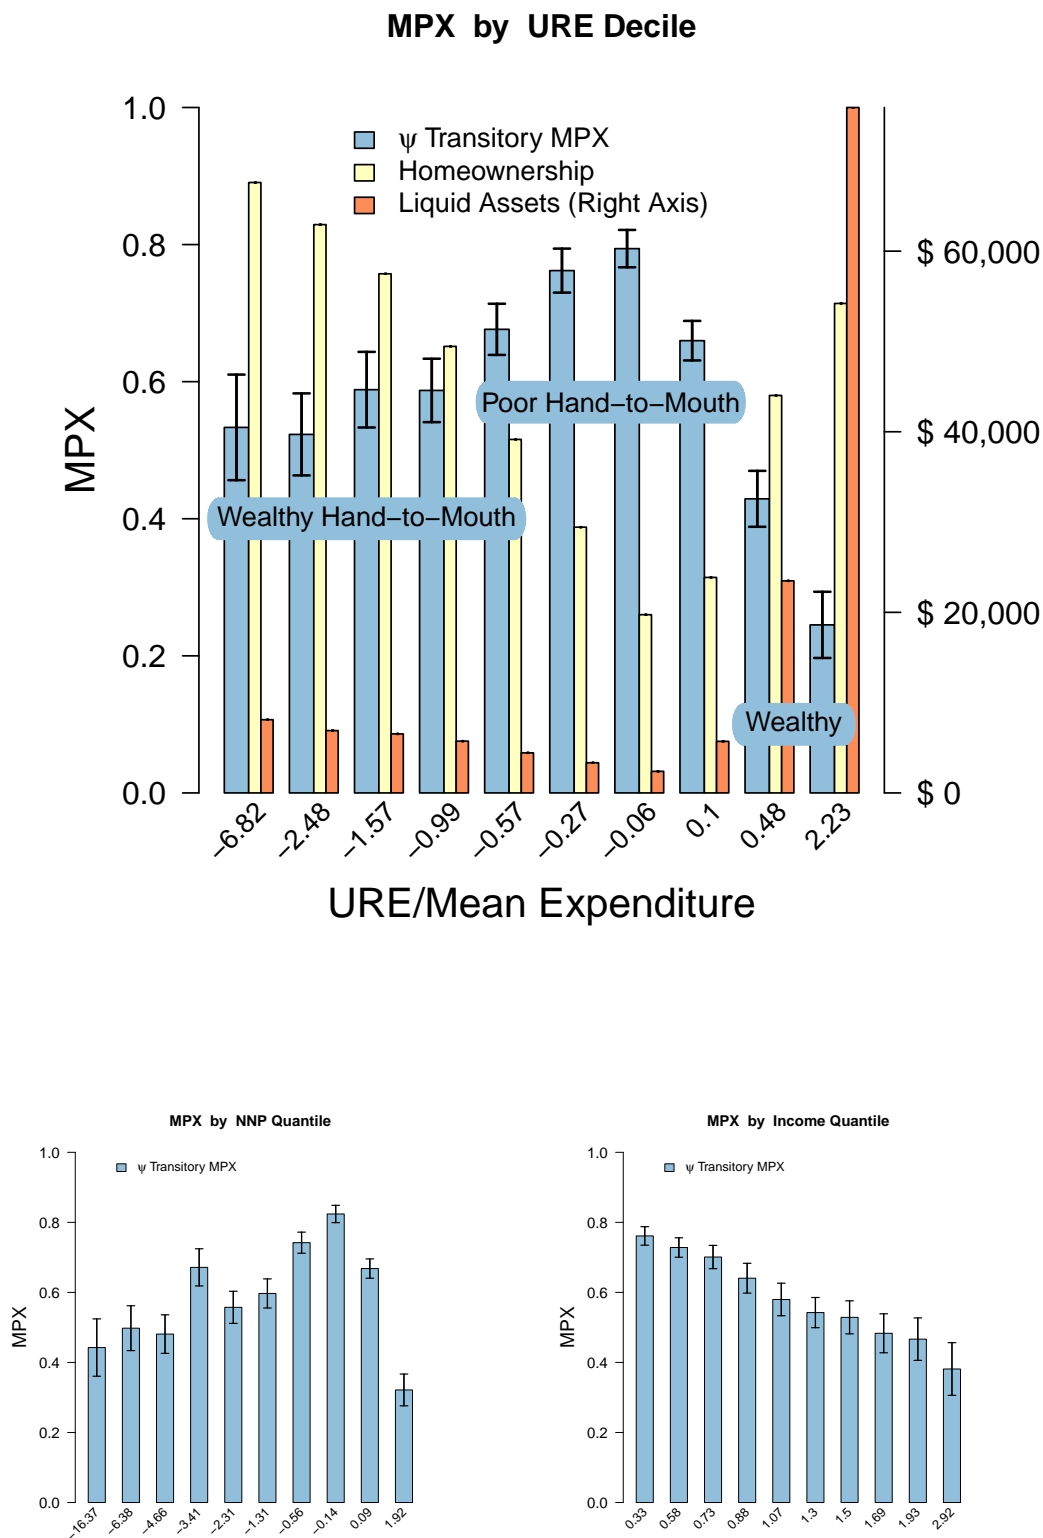 MPX by URE Decile
ψ Transitory MPX
Homeownership
Liquid Assets (Right Axis)
1.0
0.8
0.6
0.4
0.2
0.0
MPX
$ 60,000
$ 40,000
$ 20,000
$ 0
Poor Hand−to−Mouth
Wealthy Hand−to−Mouth
Wealthy
−6.82 −2.48 −1.57 −0.99 −0.57 −0.27 −0.06 0.1 0.48 2.23
URE/Mean Expenditure
MPX by NNP Quantile
ψ Transitory MPX
1.0
0.8
0.6
0.4
0.2
0.0
MPX
−16.37 −6.38 −4.66 −3.41 −2.31 −1.31 −0.56 −0.14 0.09 1.92
MPX by Income Quantile
ψ Transitory MPX
1.0
0.8
0.6
0.4
0.2
0.0
MPX
0.33 0.58 0.73 0.88 1.07 1.3 1.5 1.69 1.93 2.92